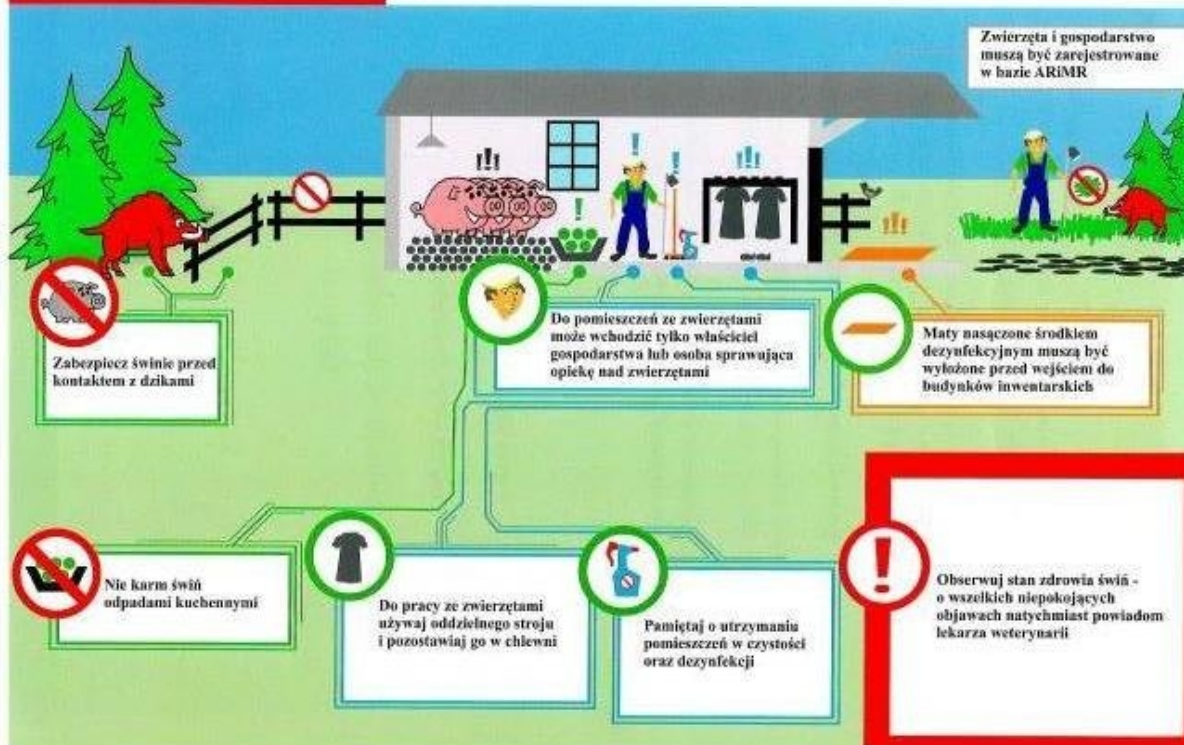 Zwierzęta i gospodarstwo
muszą być zarejestrowane
w bazie ARiMR
Zabezpiecz świnie przed
kontaktem z dzikami
Do pomieszczeń ze zwierzętami
może wchodzić tylko właściciel
gospodarstwa lub osoba sprawująca
opiekę nad zwierzętami
Maty nasączone środkiem
dezynfekcyjnym muszą być
wyłożone przed wejściem do
budynków inwentarskich
Nie karm świń
odpadami kuchennymi
Do pracy ze zwierzętami
używaj oddzielnego stroju
i pozostawiaj go w chlewni
Pamiętaj o utrzymaniu
pomieszczeń w czystości
oraz dezynfekcji
Obserwuj stan zdrowia świń -
o wszelkich niepokojących
objawach natychmiast powiadom
lekarza weterynarii